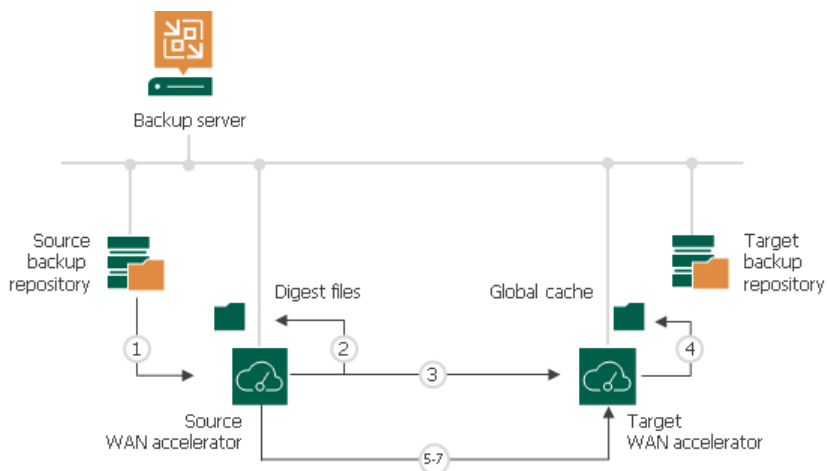 Backup server
Source
backup
repository
Target
backup
repository
Digest files
Global cache
1
2
3
4
Source
WAN accelerator
Target
WAN accelerator
5-7